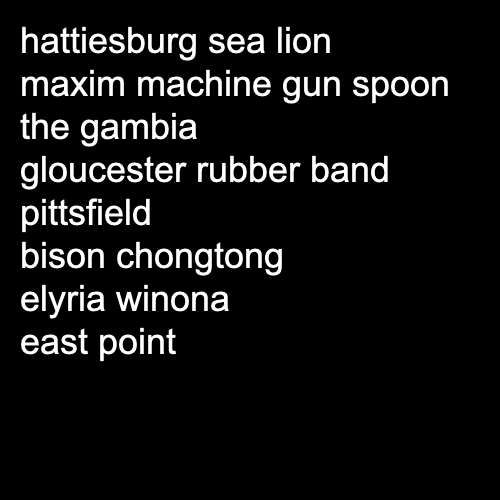 hattiesburg sea lion
maxim machine gun spoon
the gambia
gloucester rubber band
pittsfield
bison chongtong
elyria winona
east point